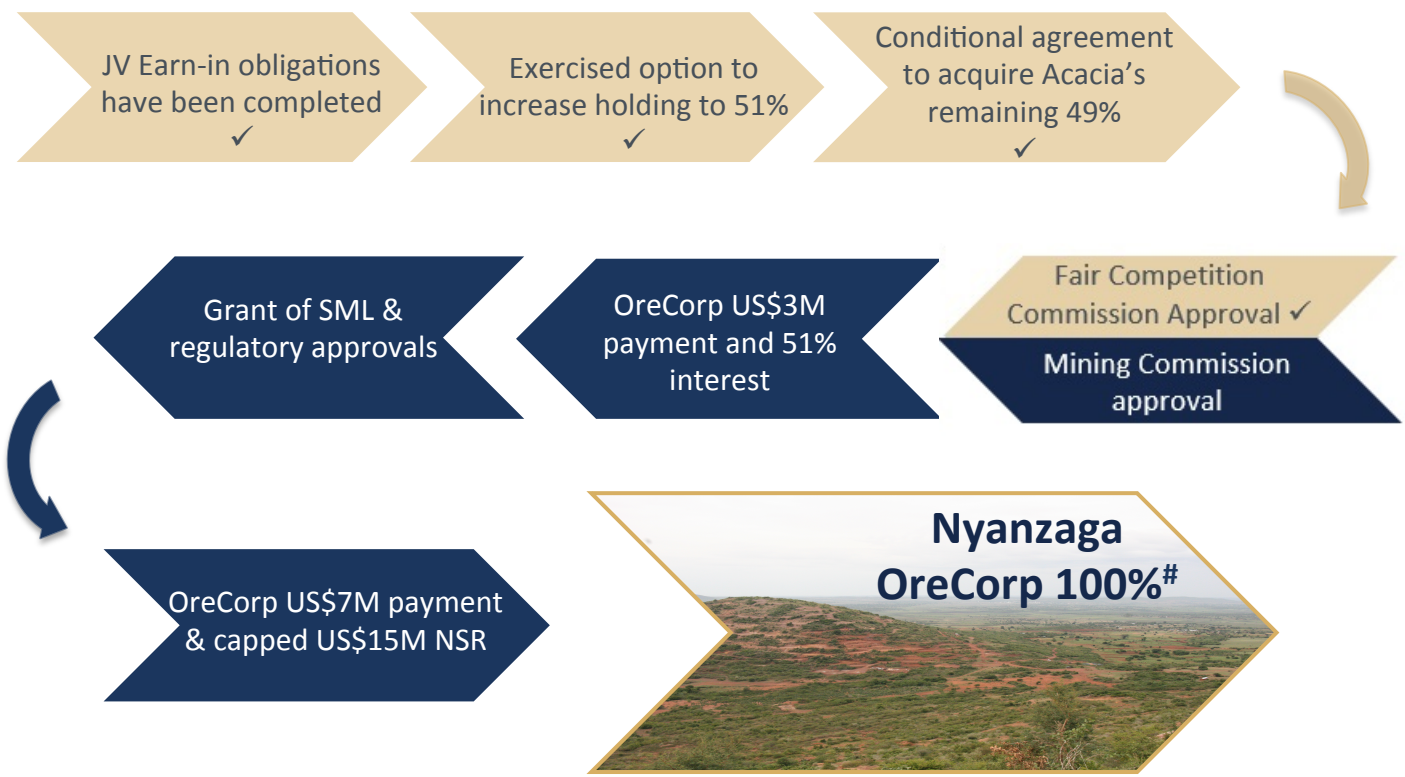 JV Earn-in obligations
have been completed
✓
Exercised option to
increase holding to 51%
✓
Conditional agreement
to acquire Acacia’s
remaining 49%
✓
Fair Competition
Commission Approval ✓
Mining Commission
approval
OreCorp US$3M
payment and 51%
interest
Grant of SML &
regulatory approvals
OreCorp US$7M payment
& capped US$15M NSR
Nyanzaga
OreCorp 100%#